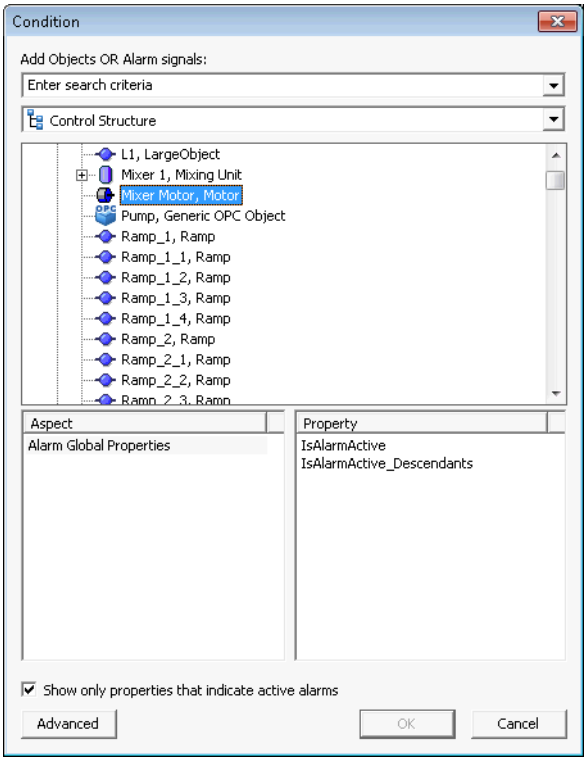 Condition
Add Objects OR Alarm signals:
Enter search criteria
Control Structure
L1, LargeObject
Mixer 1, Mixing Unit
Mixer Motor, Motor
OPC
Pump, Generic OPC Object
Ramp_1, Ramp
Ramp_1_1, Ramp
Ramp_1_2, Ramp
Ramp_1_3, Ramp
Ramp_1_4, Ramp
Ramp_2, Ramp
Ramp_2_1, Ramp
Ramp_2_2, Ramp
Ramp_2_3, Ramp
Aspect
Alarm Global Properties
Property
IsAlarmActive
IsAlarmActive_Descendants
Show only properties that indicate active alarms
Advanced
OK
Cancel